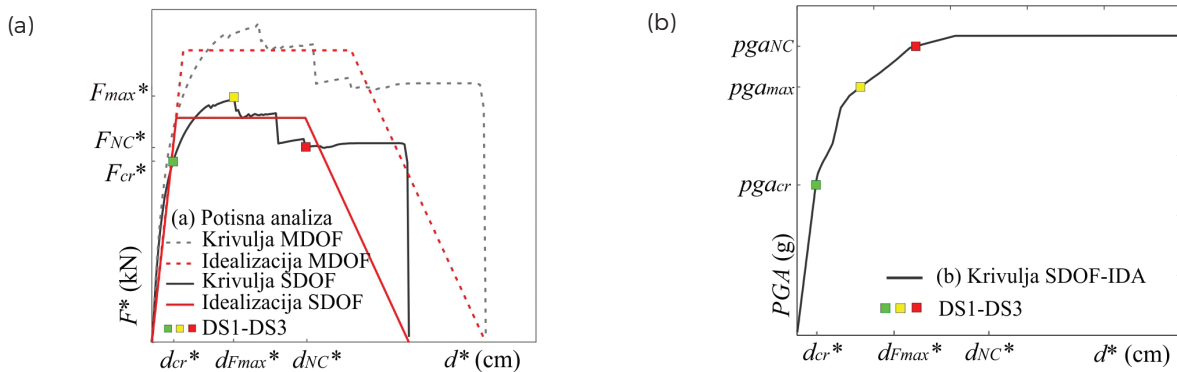 (a)
Fmax*
FNC*
Fcr*
F* (kN)
(a) Potisna analiza
Krivulja MDOF
Idealizacija MDOF
Krivulja SDOF
Idealizacija SDOF
DS1-DS3
dcr* dFmax* dNC* d* (cm)
(b)
pgaNC
pgamax
pgacr
PGA (g)
(b) Krivulja SDOF-IDA
DS1-DS3
dcr* dFmax* dNC* d* (cm)